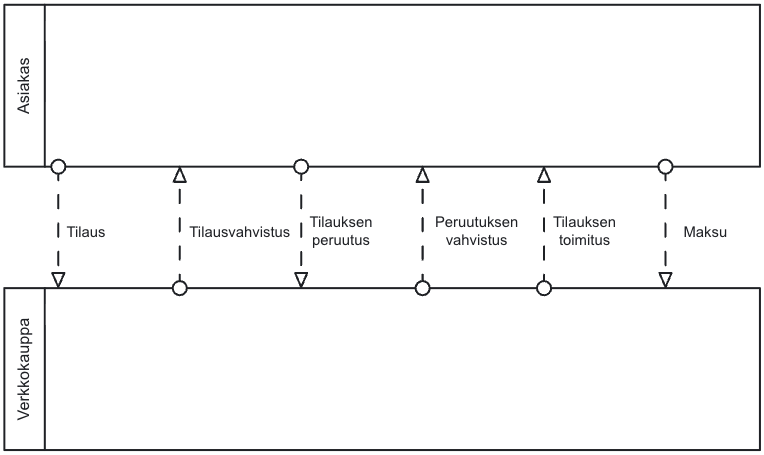 Asiakas
Tilaus
Tilausvahvistus
Tilauksen
peruutus
Peruutuksen
vahvistus
Tilauksen
toimitus
Maksu
Verkkokauppa